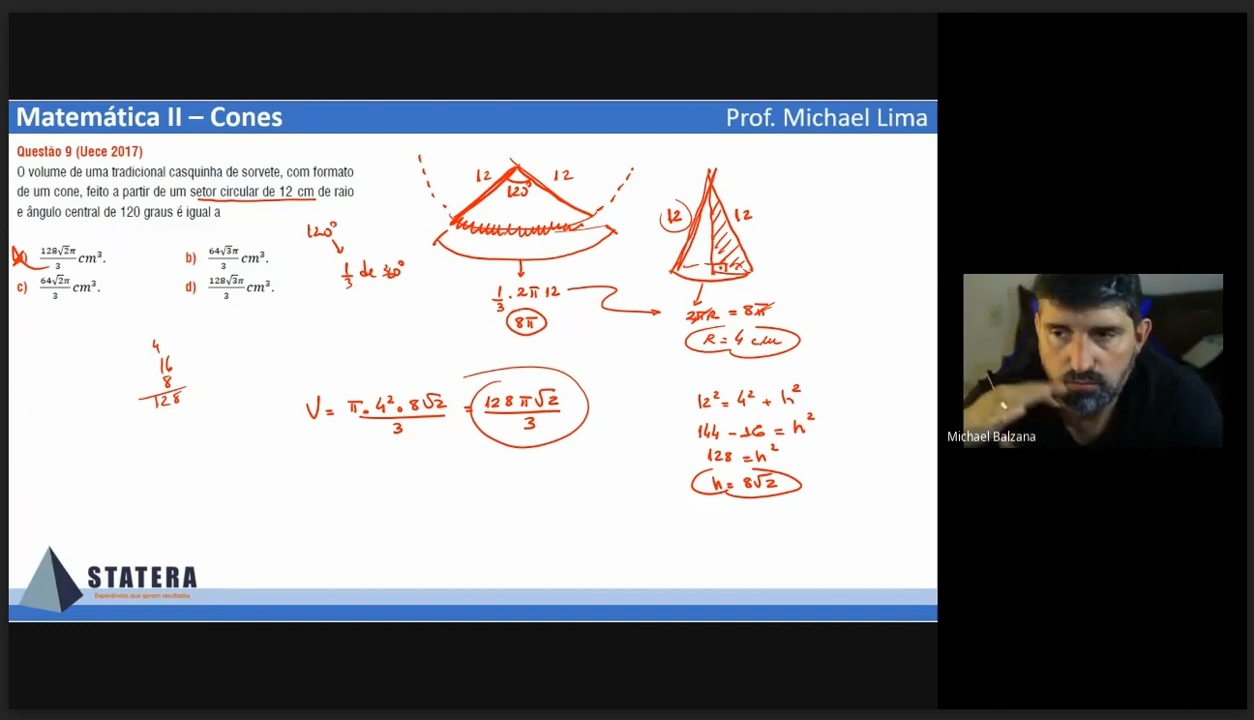 Matemática II – Cones
Prof. Michael Lima
Questão 9 (Uece 2017)
O volume de uma tradicional casquinha de sorvete, com formato
de um cone, feito a partir de um setor circular de 12 cm de raio
e ângulo central de 120 graus é igual a
128√2π/3 cm³.
b) 64√3π/3 cm³.
c) 64√2π/3 cm³.
d) 128√3π/3 cm³.
120°
1/3 de 360°
12
12
120°
1/3 . 2π 12
8π
12
12
2πR = 8π
R = 4 cm
4
16
8
128
V = π . 4² . 8√2 / 3 = 128π√2 / 3
12² = 4² + h²
144 - 16 = h²
128 = h²
h = 8√2
STATERA
Experiências que geram resultados
Michael Balzana